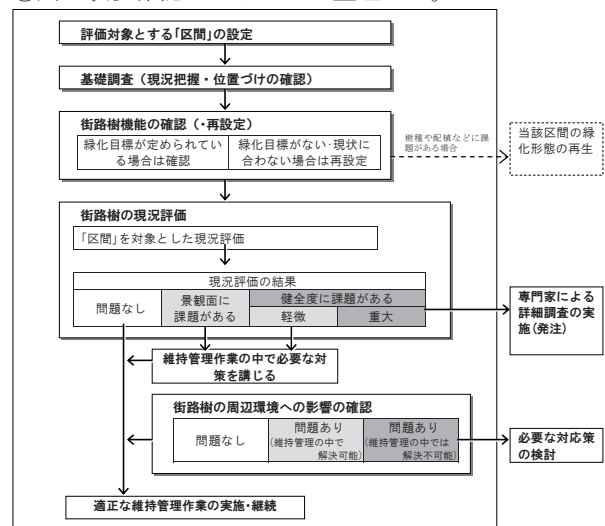 評価対象とする「区間」の設定
基礎調査（現況把握・位置づけの確認）
街路樹機能の確認（・再設定）
緑化目標が定められてい
る場合は確認
緑化目標がない・現状に
合わない場合は再設定
樹種や配植などに課
題がある場合
当該区間の緑
化形態の再生
街路樹の現況評価
「区間」を対象とした現況評価
現況評価の結果
問題なし
景観面に
課題がある
健全度に課題がある
軽微
重大
専門家による
詳細調査の実
施(発注)
維持管理作業の中で必要な対
策を講じる
街路樹の周辺環境への影響の確認
問題なし
問題あり
(維持管理の中で
解決可能)
問題あり
(維持管理の中では
解決不可能)
必要な対応策
の検討
適正な維持管理作業の実施・継続